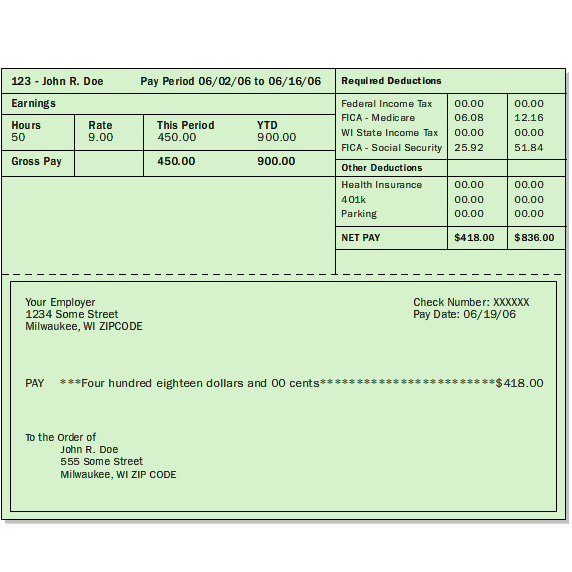 123 - John R. Doe Pay Period 06/02/06 to 06/16/06 Required Deductions
Earnings
Federal Income Tax 00.00 00.00
FICA - Medicare 06.08 12.16
WI State Income Tax 00.00 00.00
FICA - Social Security 25.92 51.84
Hours Rate This Period YTD
50 9.00 450.00 900.00
Gross Pay 450.00 900.00
Other Deductions
Health Insurance 00.00 00.00
401k 00.00 00.00
Parking 00.00 00.00
NET PAY $418.00 $836.00
Your Employer
1234 Some Street
Milwaukee, WI ZIPCODE
Check Number: XXXXXX
Pay Date: 06/19/06
PAY ***Four hundred eighteen dollars and 00 cents************************$418.00
To the Order of
John R. Doe
555 Some Street
Milwaukee, WI ZIP CODE